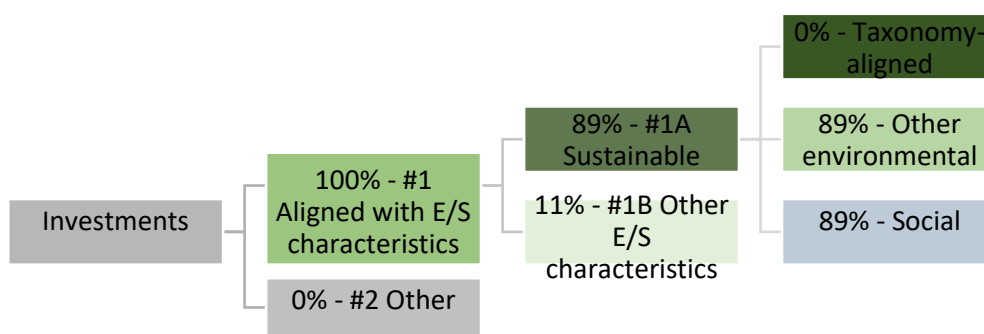 Investments
100% - #1
Aligned with E/S
characteristics
0% - #2 Other
89% - #1A
Sustainable
11% - #1B Other
E/S
characteristics
0% - Taxonomy-
aligned
89% - Other
environmental
89% - Social